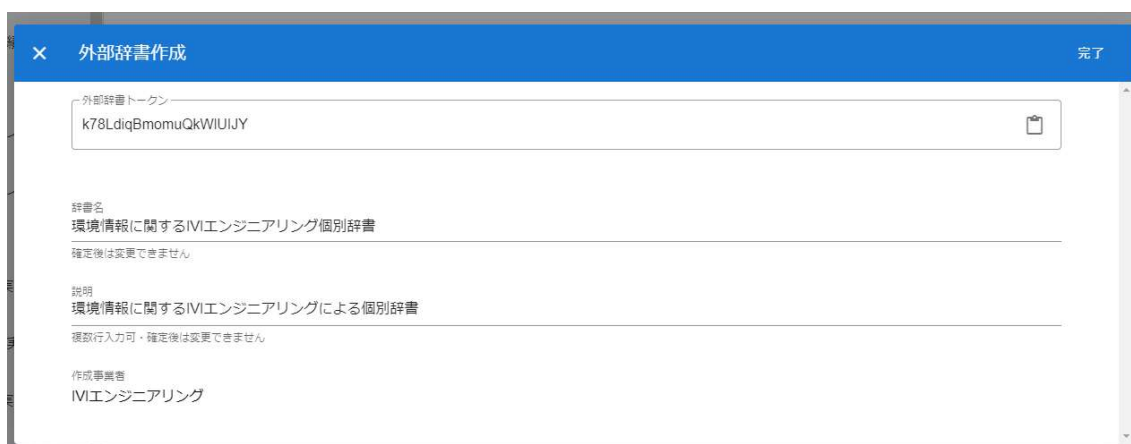 × 外部辞書作成 完了
外部辞書トークン
k78LdiqBmomuQkWIUIJY
辞書名
環境情報に関するIVIエンジニアリング個別辞書
確定後は変更できません
説明
環境情報に関するIVIエンジニアリングによる個別辞書
複数行入力可・確定後は変更できません
作成事業者
IVIエンジニアリング